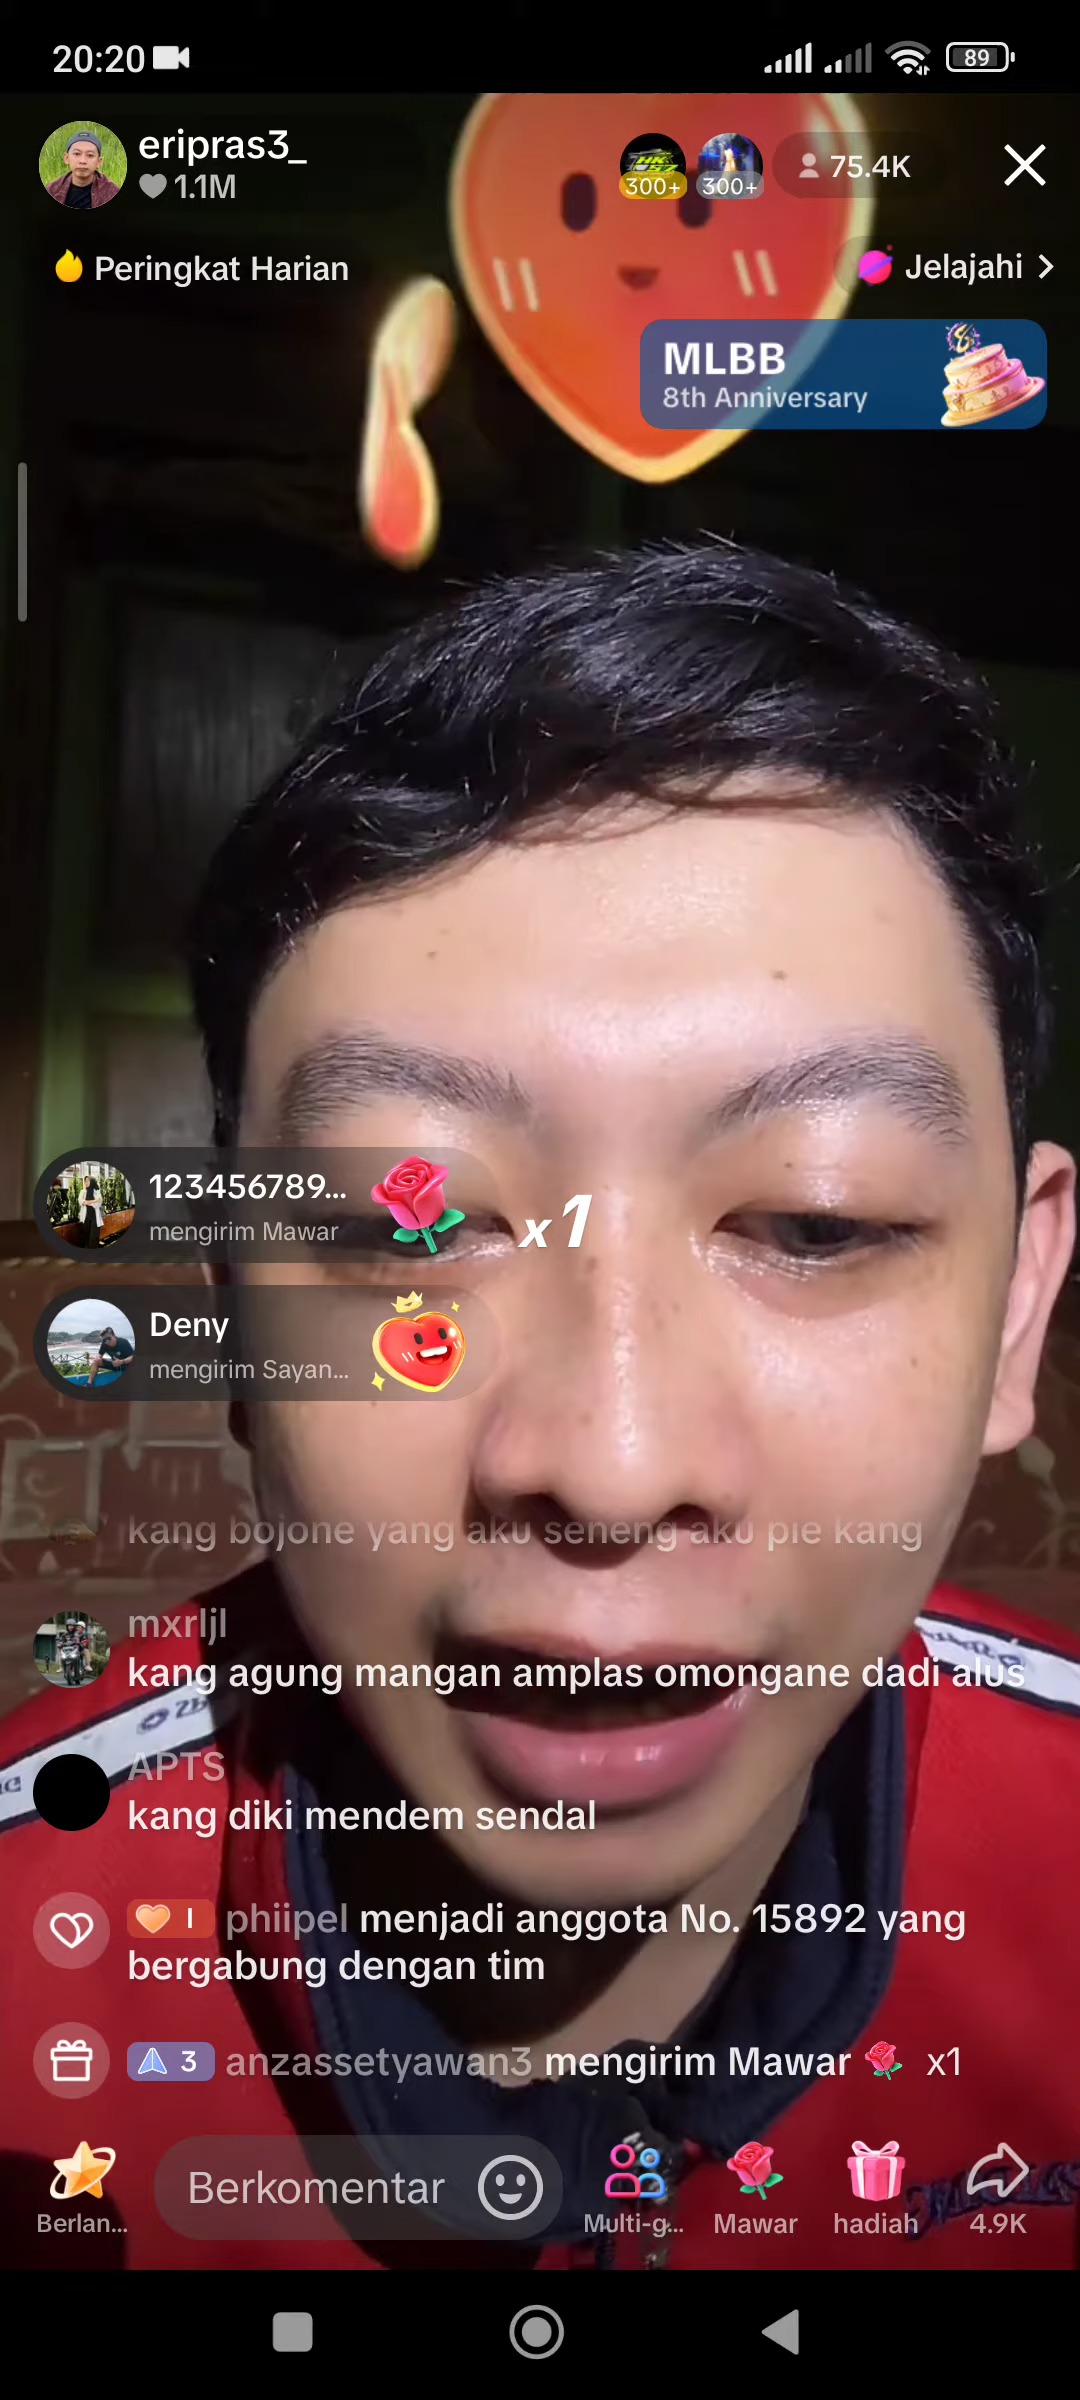 20:20
89
eripras3_
1.1M
300+
300+
75.4K
Peringkat Harian
Jelajahi >
MLBB
8th Anniversary
123456789...
mengirim Mawar
x1
Deny
mengirim Sayan...
kang bojone yang aku seneng aku pie kang
mxrljl
kang agung mangan amplas omongane dadi alus
APTS
kang diki mendem sendal
I phiipel menjadi anggota No. 15892 yang
bergabung dengan tim
3 anzassetyawan3 mengirim Mawar x1
Berkomentar
Berlan...
Multi-g...
Mawar
hadiah
4.9K